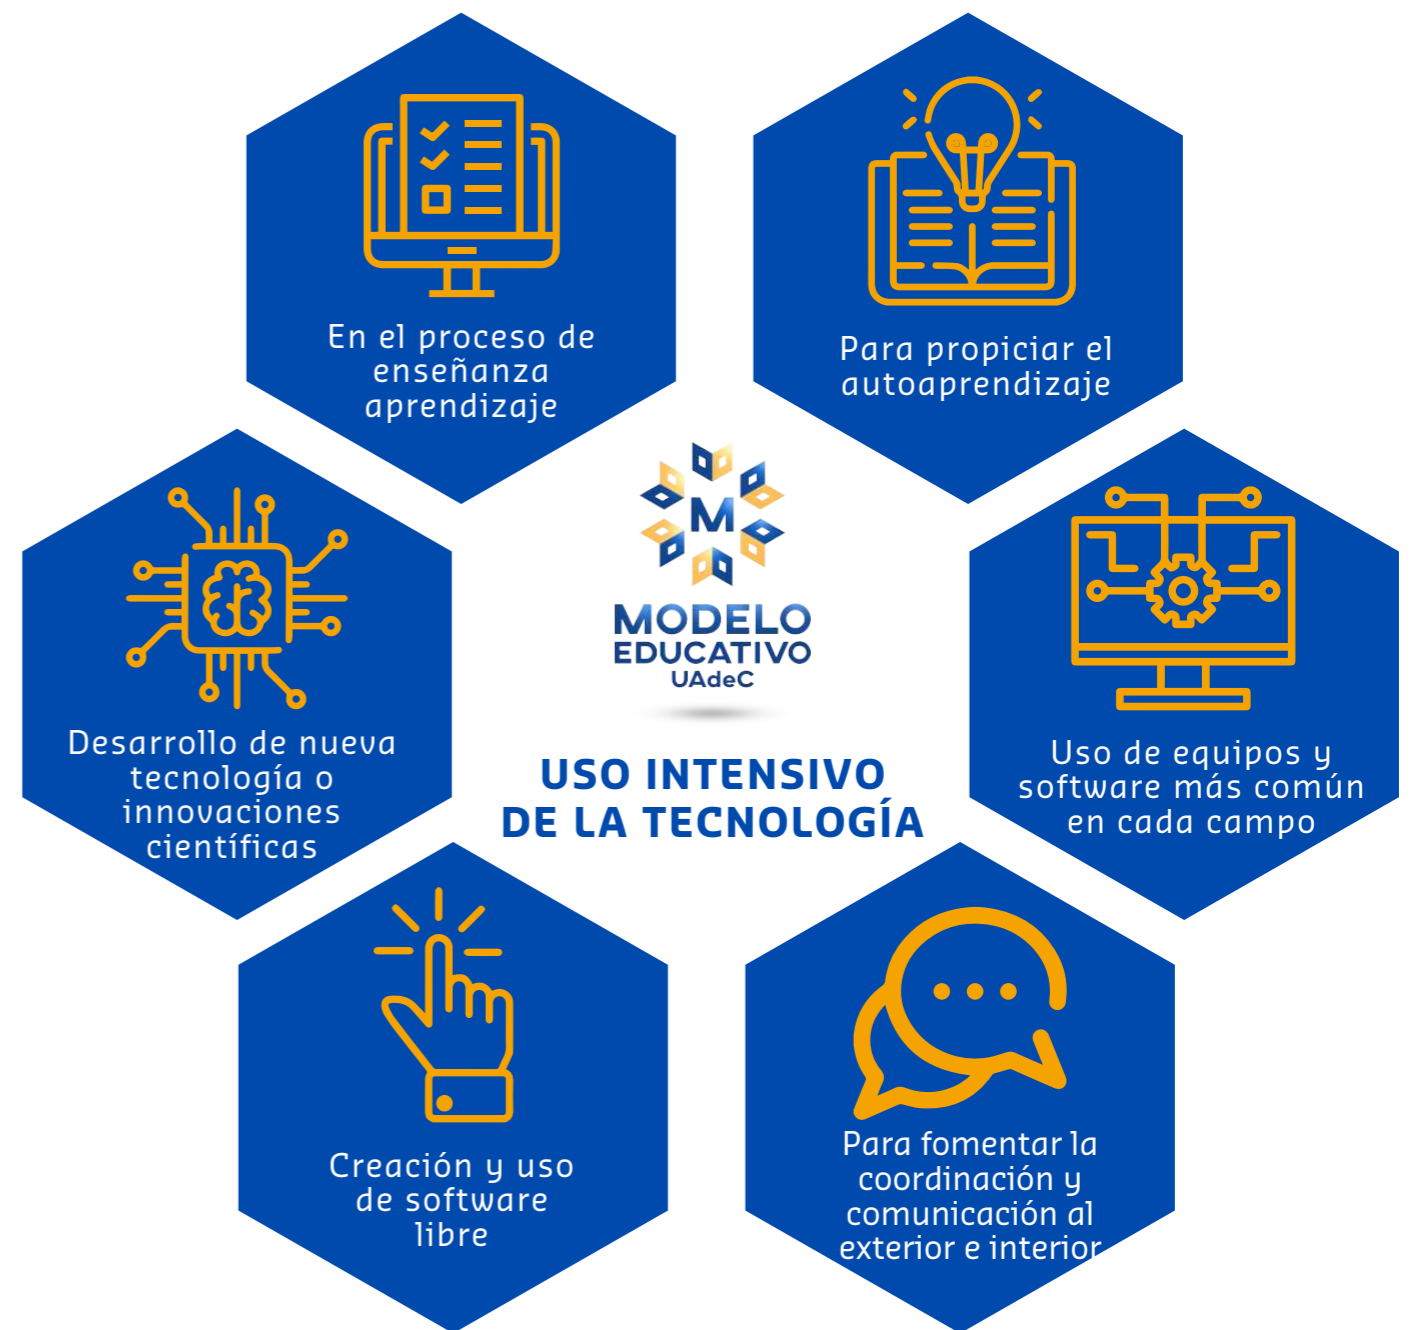 En el proceso de
enseñanza
aprendizaje
Para propiciar el
autoaprendizaje
M
MODELO
EDUCATIVO
UAdeC
USO INTENSIVO
DE LA TECNOLOGÍA
Desarrollo de nueva
tecnología o
innovaciones
científicas
Uso de equipos y
software más común
en cada campo
Creación y uso
de software
libre
Para fomentar la
coordinación y
comunicación al
exterior e interior